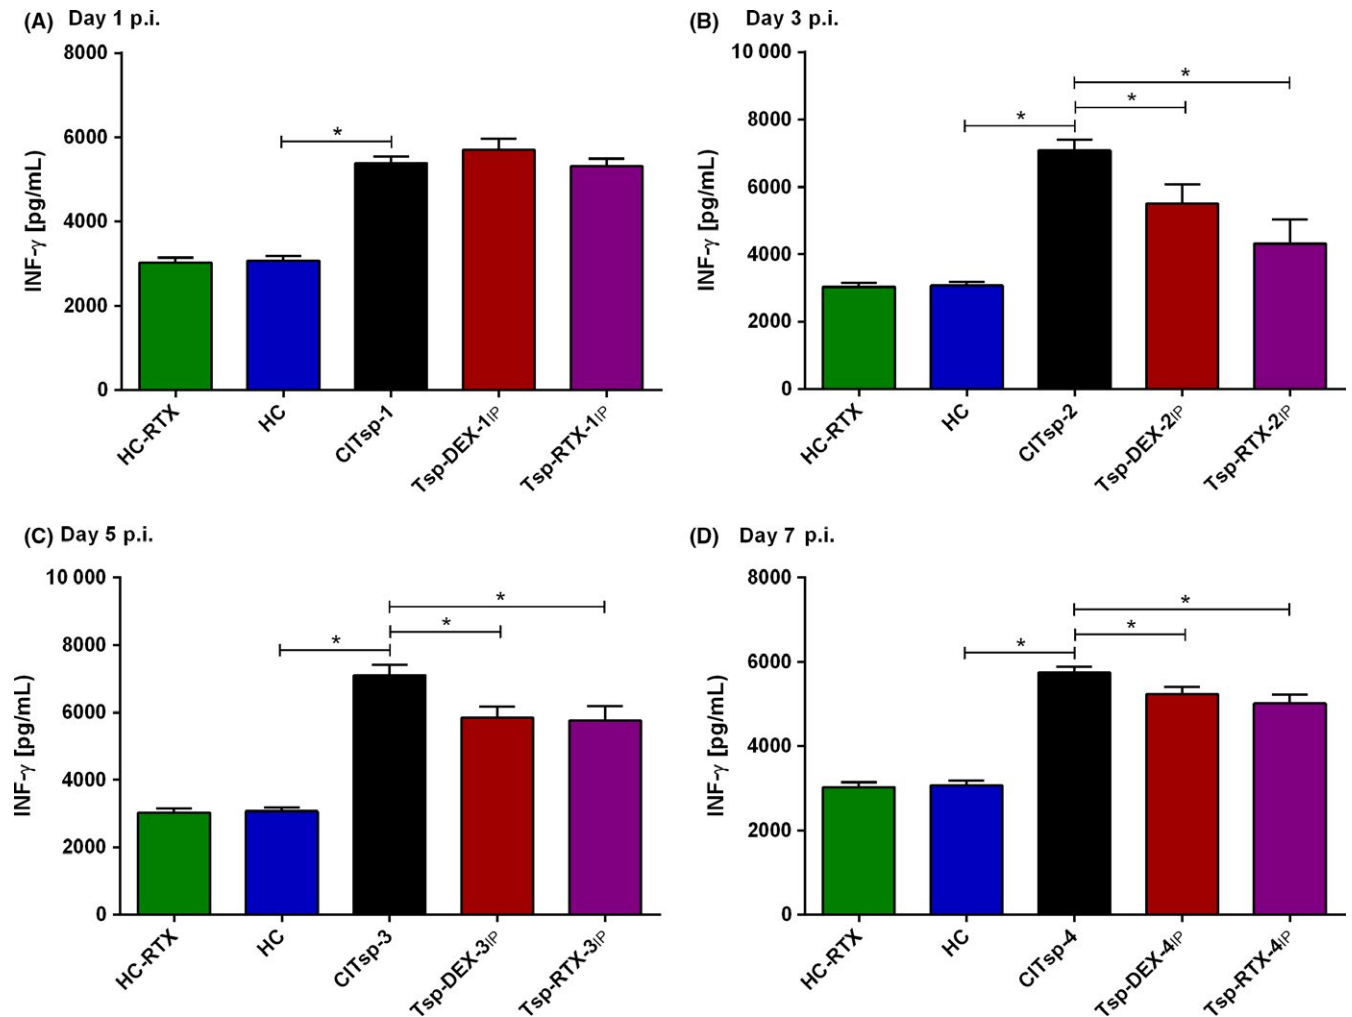 (A) Day 1 p.i.
8000
6000
4000
2000
0
INF-γ [pg/mL]
*
HC-RTX
HC
CITsp-1
Tsp-DEX-1IP
Tsp-RTX-1IP
(B) Day 3 p.i.
10 000
8000
6000
4000
2000
0
INF-γ [pg/mL]
*
*
*
HC-RTX
HC
CITsp-2
Tsp-DEX-2IP
Tsp-RTX-2IP
(C) Day 5 p.i.
10 000
8000
6000
4000
2000
0
INF-γ [pg/mL]
*
*
*
HC-RTX
HC
CITsp-3
Tsp-DEX-3IP
Tsp-RTX-3IP
(D) Day 7 p.i.
8000
6000
4000
2000
0
INF-γ [pg/mL]
*
*
*
HC-RTX
HC
CITsp-4
Tsp-DEX-4IP
Tsp-RTX-4IP